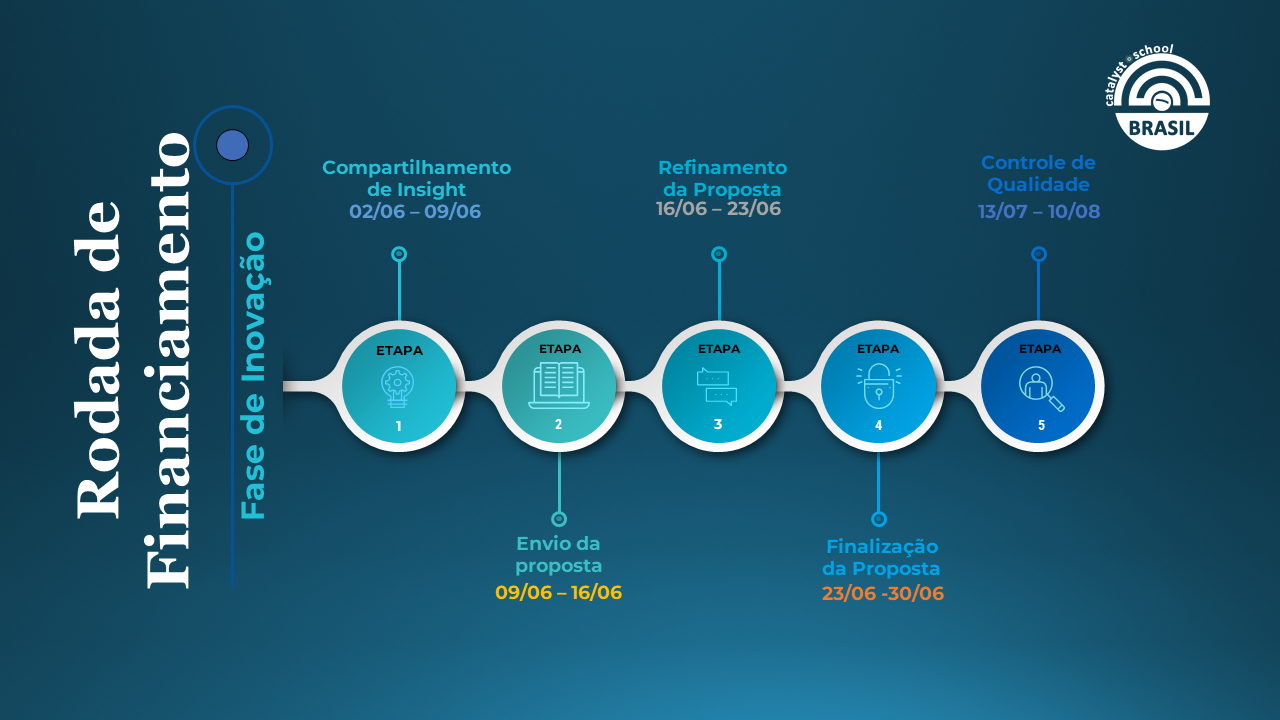 Rodada de
Financiamento
Fase de Inovação
catalyst school
BRASIL
Compartilhamento
de Insight
02/06 – 09/06
Refinamento
da Proposta
16/06 – 23/06
Controle de
Qualidade
13/07 – 10/08
ETAPA
1
ETAPA
2
ETAPA
3
ETAPA
4
ETAPA
5
Envio da
proposta
09/06 – 16/06
Finalização
da Proposta
23/06 -30/06